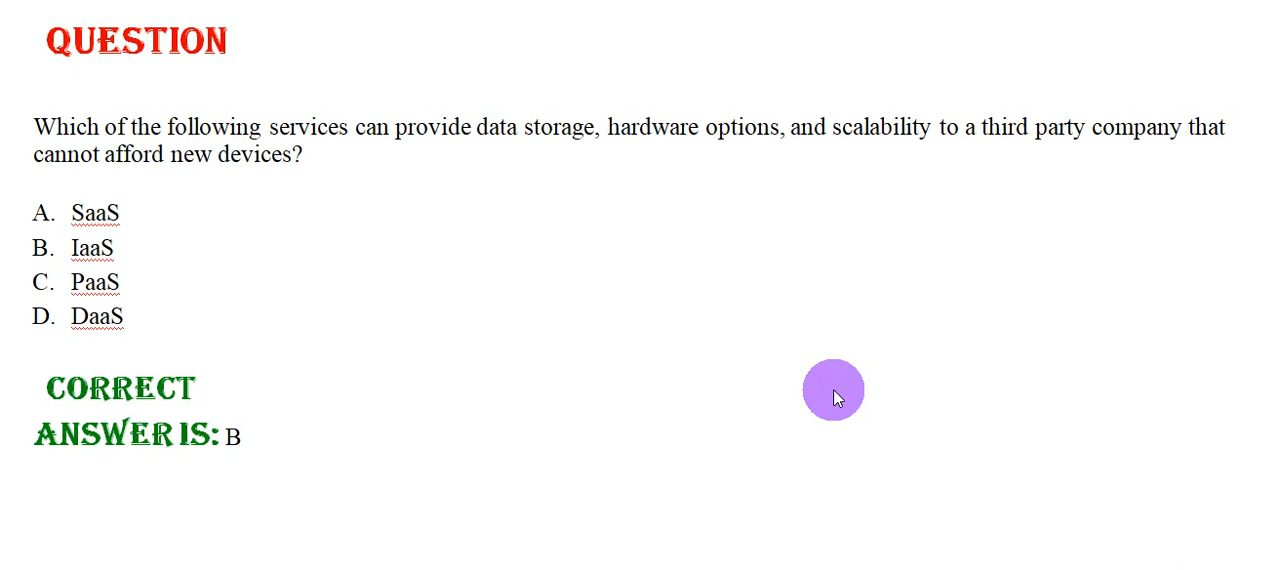 QUESTION
Which of the following services can provide data storage, hardware options, and scalability to a third party company that
cannot afford new devices?
A. SaaS
B. IaaS
C. PaaS
D. DaaS
CORRECT
ANSWER IS: B